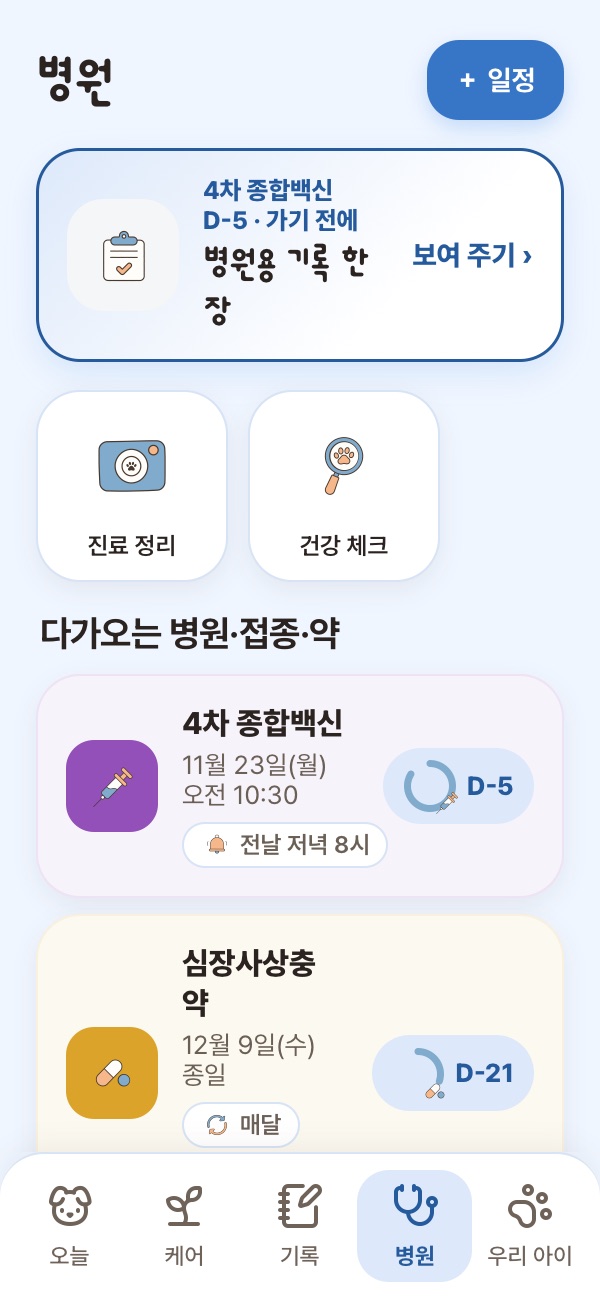 병원
+ 일정
4차 종합백신
D-5 · 가기 전에
병원용 기록 한
장
보여 주기 ›
진료 정리
건강 체크
다가오는 병원·접종·약
4차 종합백신
11월 23일(월)
오전 10:30
전날 저녁 8시
D-5
심장사상충
약
12월 9일(수)
종일
매달
D-21
오늘
케어
기록
병원
우리 아이